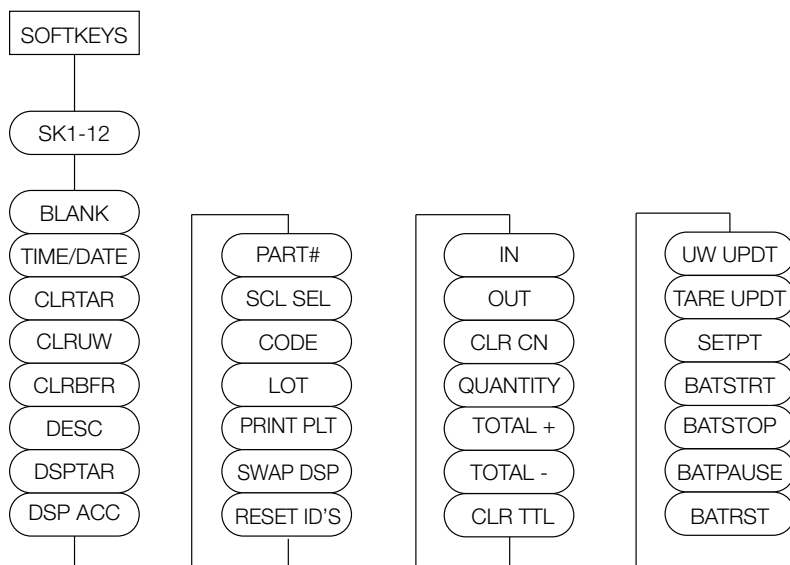 SOFTKEYS
SK1-12
BLANK
TIME/DATE
CLRTAR
CLRUW
CLRBFR
DESC
DSPTAR
DSP ACC
PART#
SCL SEL
CODE
LOT
PRINT PLT
SWAP DSP
RESET ID'S
IN
OUT
CLR CN
QUANTITY
TOTAL +
TOTAL -
CLR TTL
UW UPDT
TARE UPDT
SETPT
BATSTRT
BATSTOP
BATPAUSE
BATRST